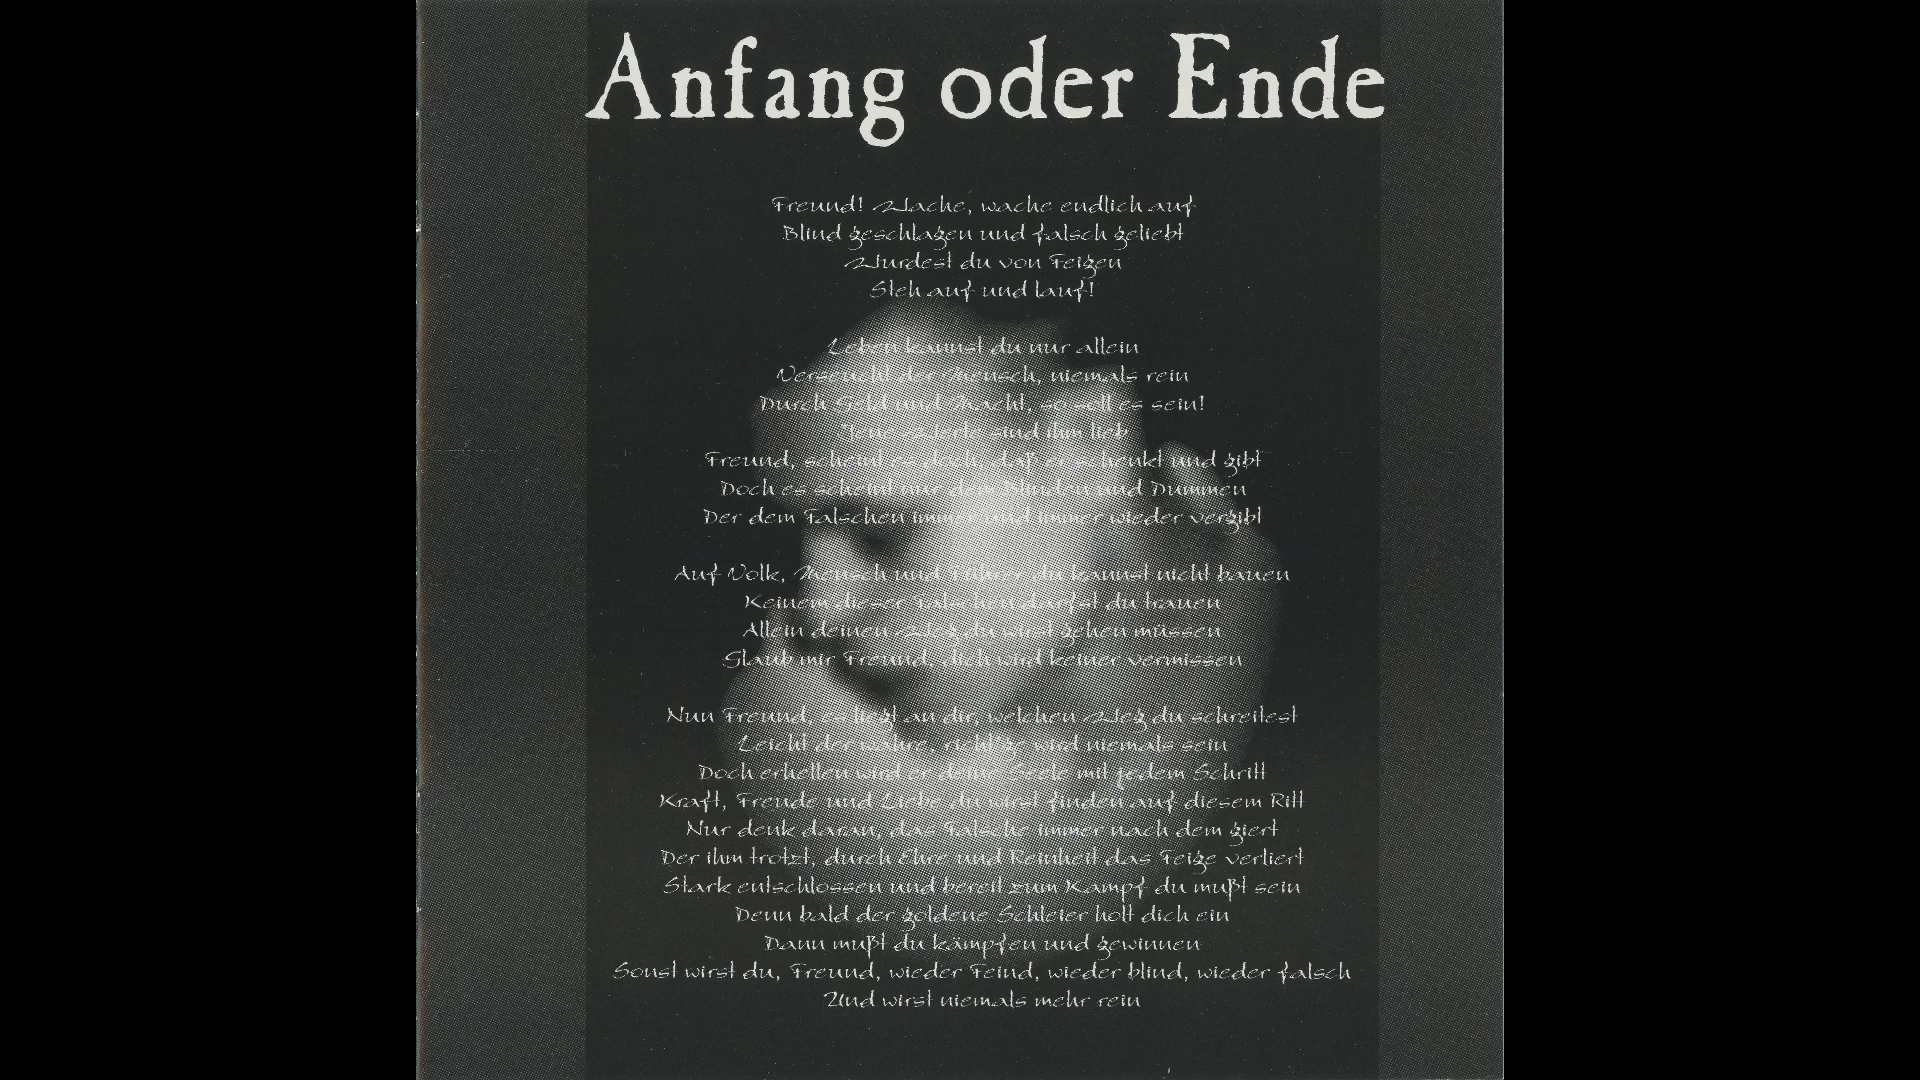 Anfang oder Ende
Freund! Wache, wache endlich auf
Blind geschlagen und falsch geliebt
Wurdest du von Feigen
Steh auf und lauf!
Leben kannst du nur allein
Verseucht der Mensch, niemals rein
Durch Geld und Macht, so soll es sein!
Jene Werte sind ihm lieb
Freund, scheint es doch, daß er schenkt und gibt
Doch es scheint nur dem Blinden und Dummen
Der dem Falschen immer und immer wieder vergibt
Auf Volk, Mensch und Führer du kannst nicht bauen
Keinem dieser Falschen darfst du trauen
Allein deinen Weg du wirst gehen müssen
Glaub mir Freund, dich wird keiner vermissen
Nun Freund, es liegt an dir, welchen Weg du schreitest
Leicht der wahre, richt'ge wird niemals sein
Doch erhellen wird er deine Seele mit jedem Schritt
Kraft, Freude und Liebe du wirst finden auf diesem Ritt
Nur denk daran, das Falsche immer nach dem giert
Der ihm trotzt, durch Ehre und Reinheit das Feige verliert
Stark entschlossen und bereit zum Kampf du mußt sein
Denn bald der goldene Schleier holt dich ein
Dann mußt du kämpfen und gewinnen
Sonst wirst du, Freund, wieder Feind, wieder blind, wieder falsch
Und wirst niemals mehr rein